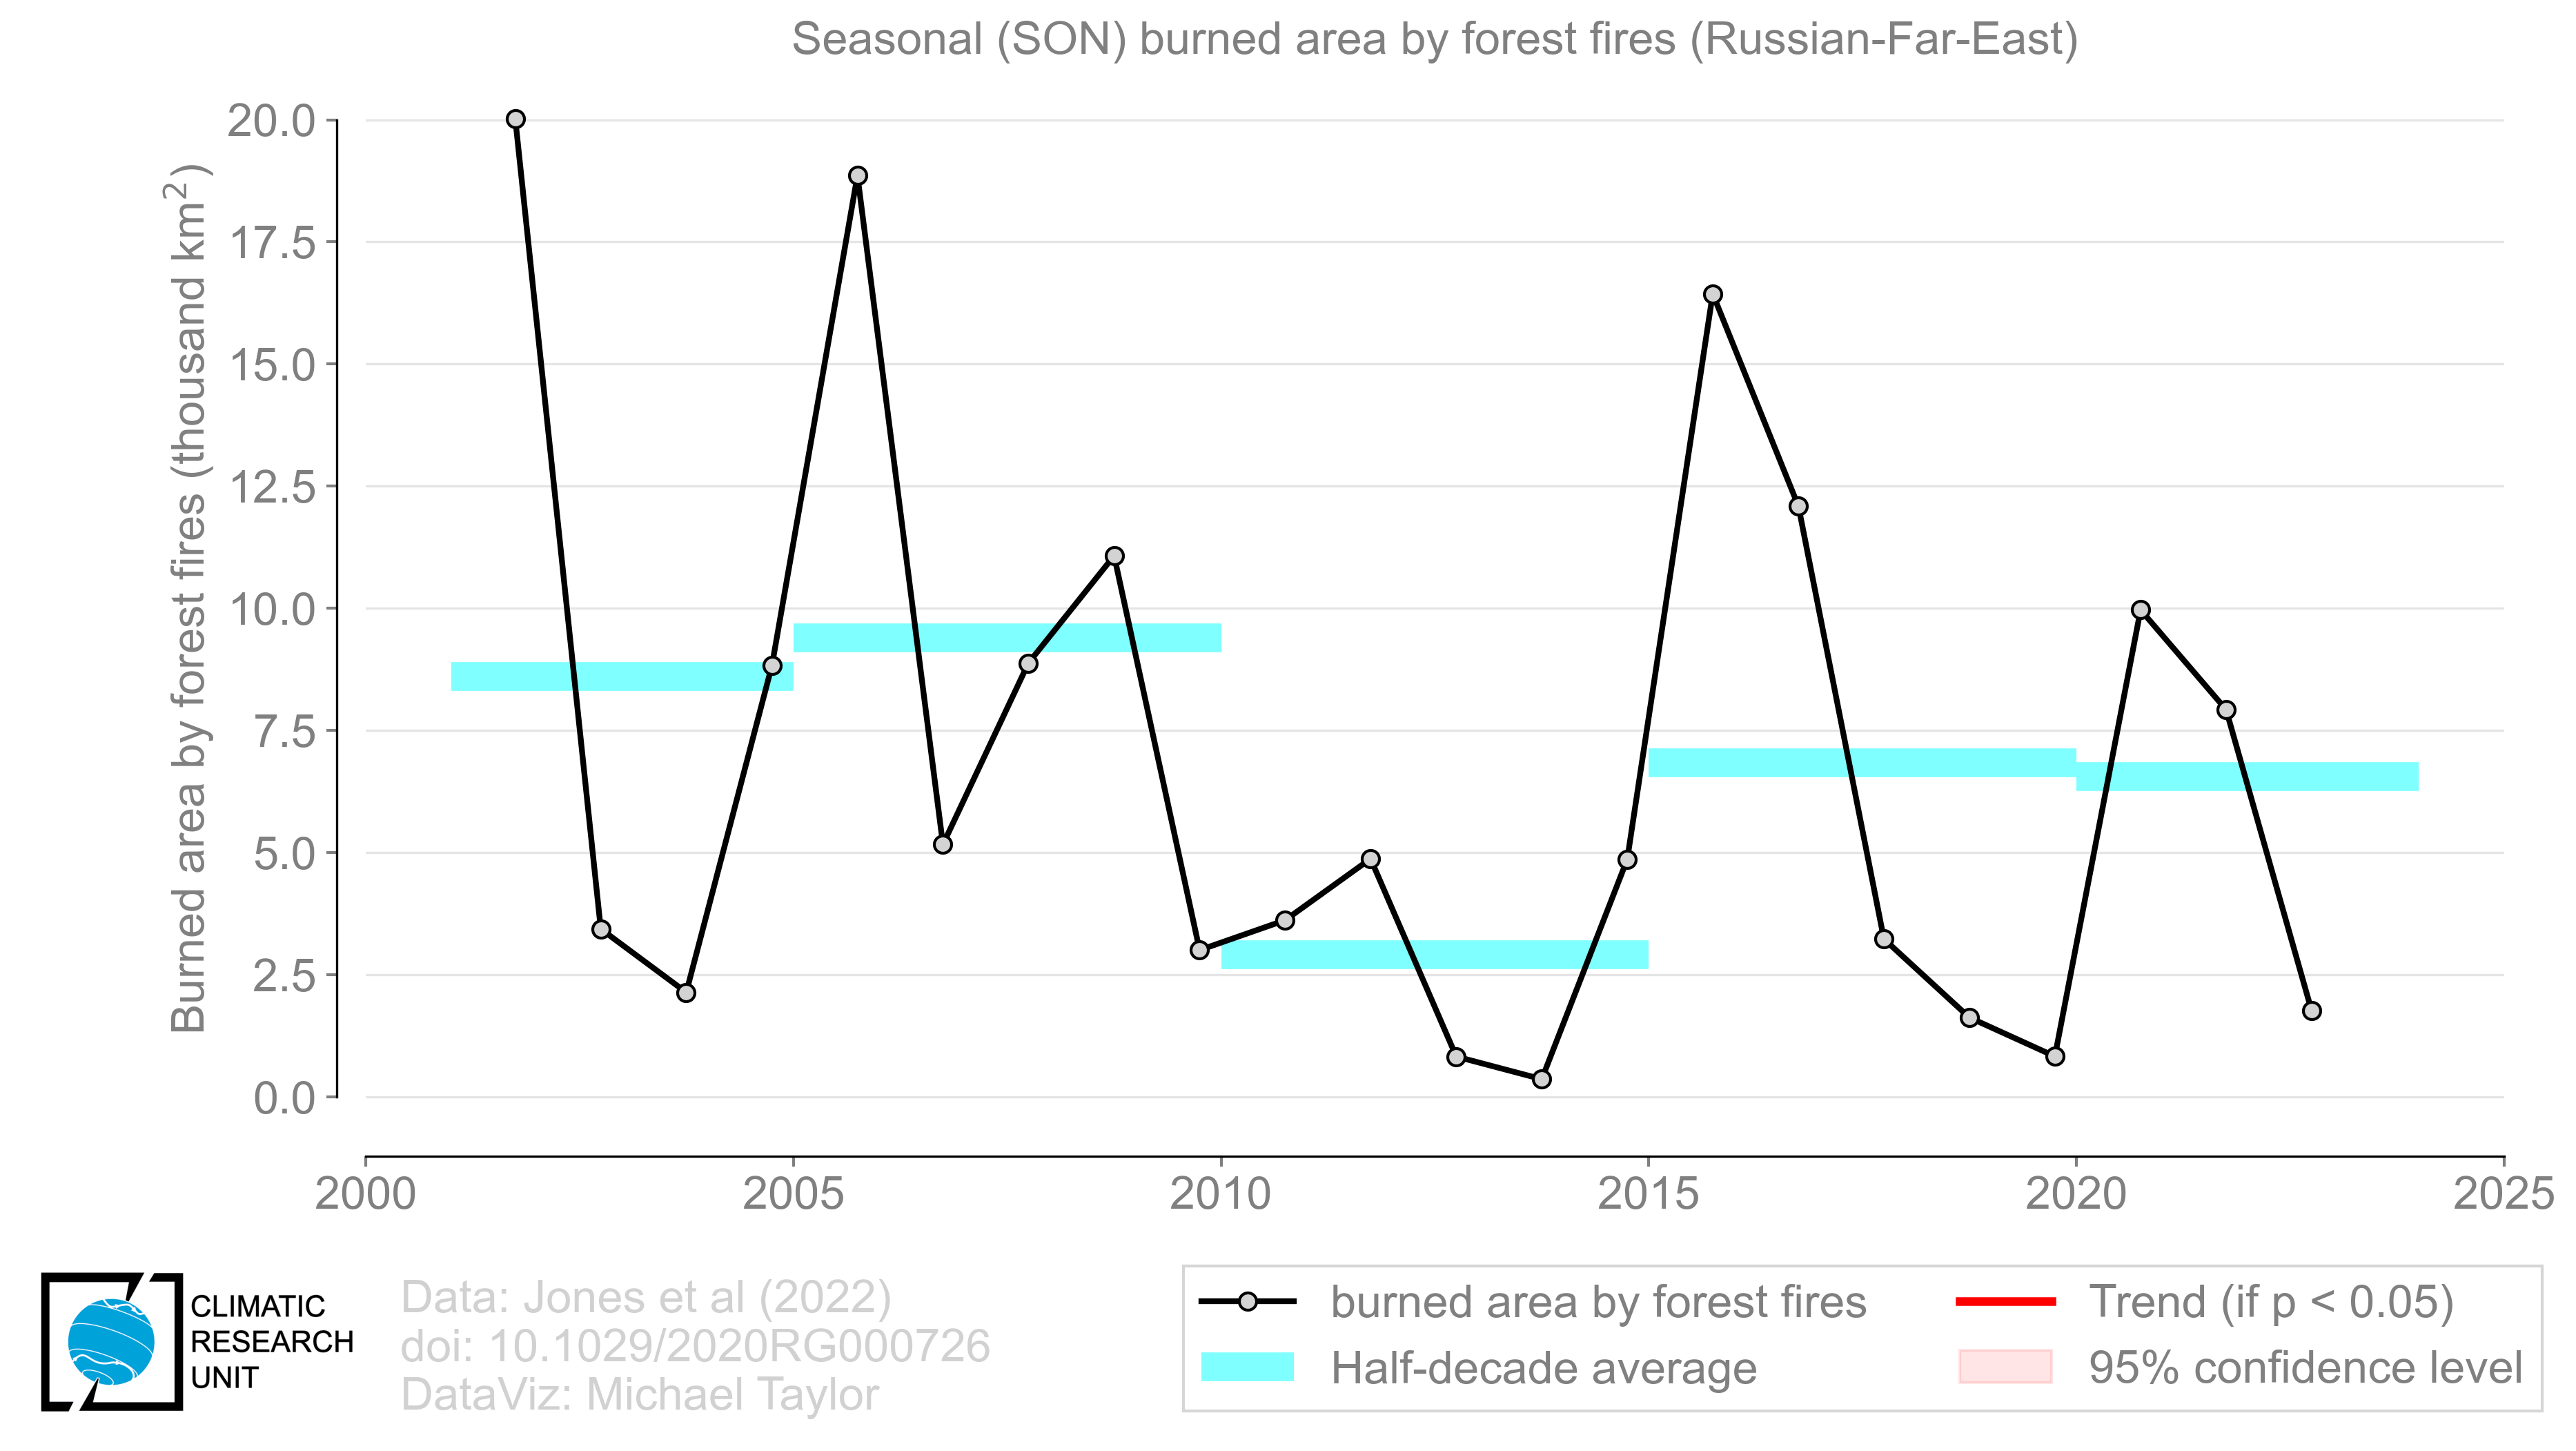 Seasonal (SON) burned area by forest fires (Russian-Far-East)
Burned area by forest fires (thousand km²)
20.0
17.5
15.0
12.5
10.0
7.5
5.0
2.5
0.0
2000 2005 2010 2015 2020 2025
CLIMATIC
RESEARCH
UNIT
Data: Jones et al (2022)
doi: 10.1029/2020RG000726
DataViz: Michael Taylor
burned area by forest fires
Half-decade average
Trend (if p < 0.05)
95% confidence level